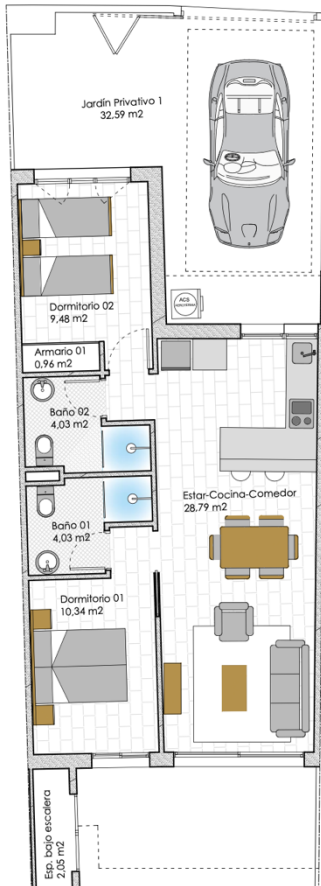 Jardín Privativo 1
32.59 m2
Dormitorio 02
9,48 m2
ACS
Armario 01
0,96 m2
Baño 02
4,03 m2
Estar-Cocina-Comedor
28.79 m2
Baño 01
4,03 m2
Dormitorio 01
10,34 m2
Esp. bajo escalera
2,05 m2